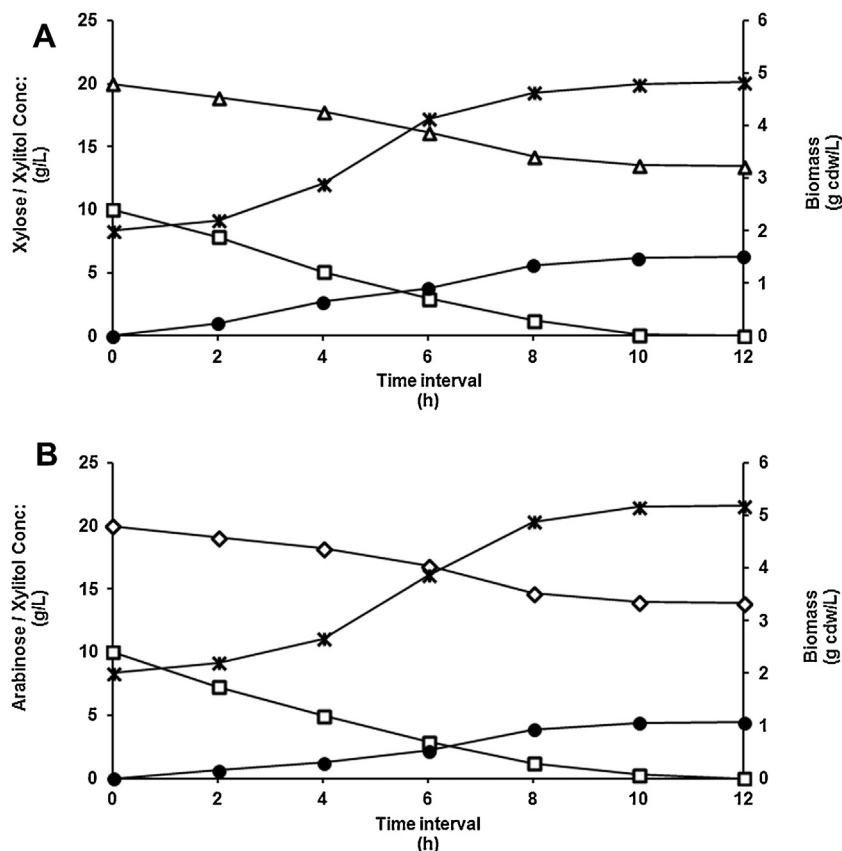 A
Xylose / Xylitol Conc:
(g/L)
25
20
15
10
5
0
0 2 4 6 8 10 12
Time interval
(h)
6
5
4
3
2
1
0
Biomass
(g cdw/L)
B
Arabinose / Xylitol Conc:
(g/L)
25
20
15
10
5
0
0 2 4 6 8 10 12
Time interval
(h)
6
5
4
3
2
1
0
Biomass
(g cdw/L)